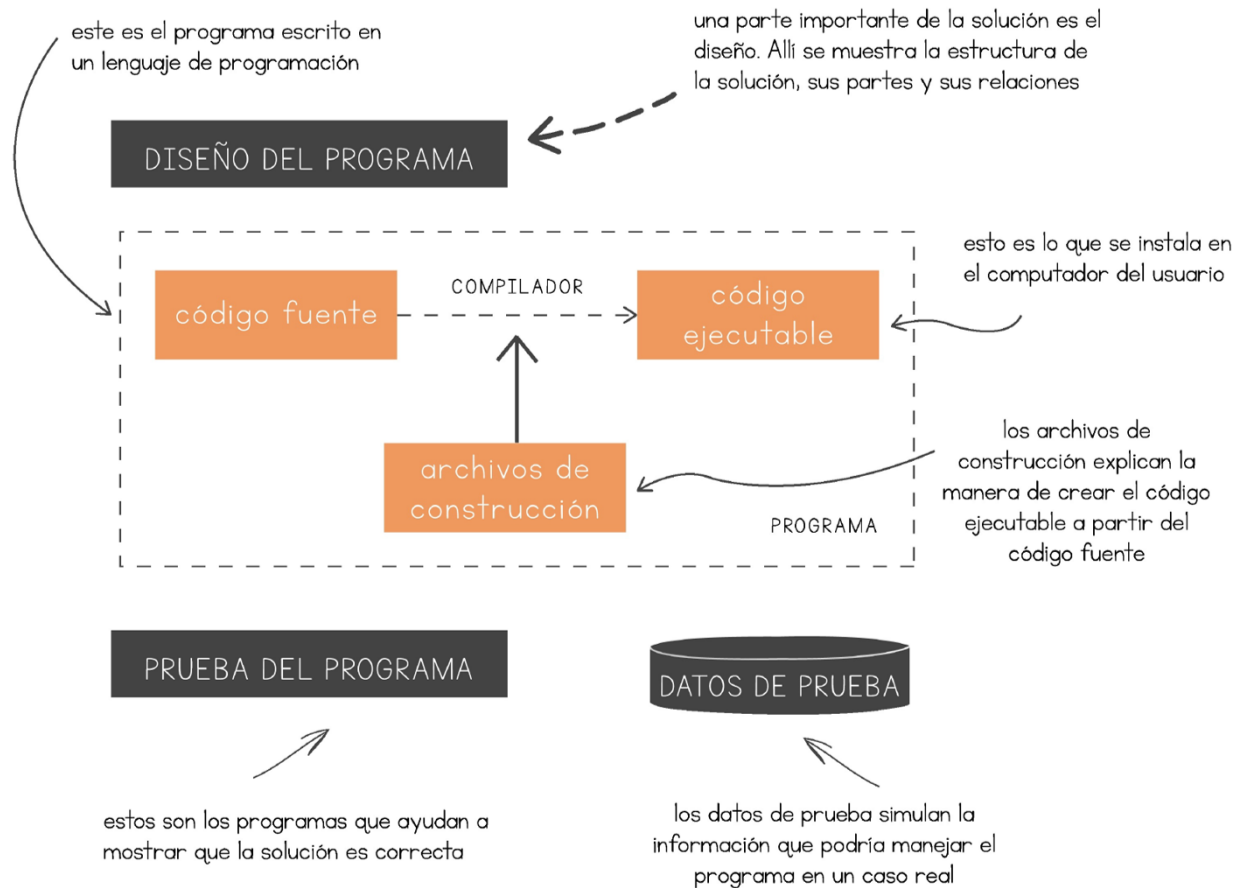 este es el programa escrito en
un lenguaje de programación
una parte importante de la solución es el
diseño. Allí se muestra la estructura de
la solución, sus partes y sus relaciones
DISEÑO DEL PROGRAMA
código fuente
COMPILADOR
código
ejecutable
esto es lo que se instala en
el computador del usuario
archivos de
construcción
PROGRAMA
los archivos de
construcción explican la
manera de crear el código
ejecutable a partir del
código fuente
PRUEBA DEL PROGRAMA
DATOS DE PRUEBA
estos son los programas que ayudan a
mostrar que la solución es correcta
los datos de prueba simulan la
información que podría manejar el
programa en un caso real